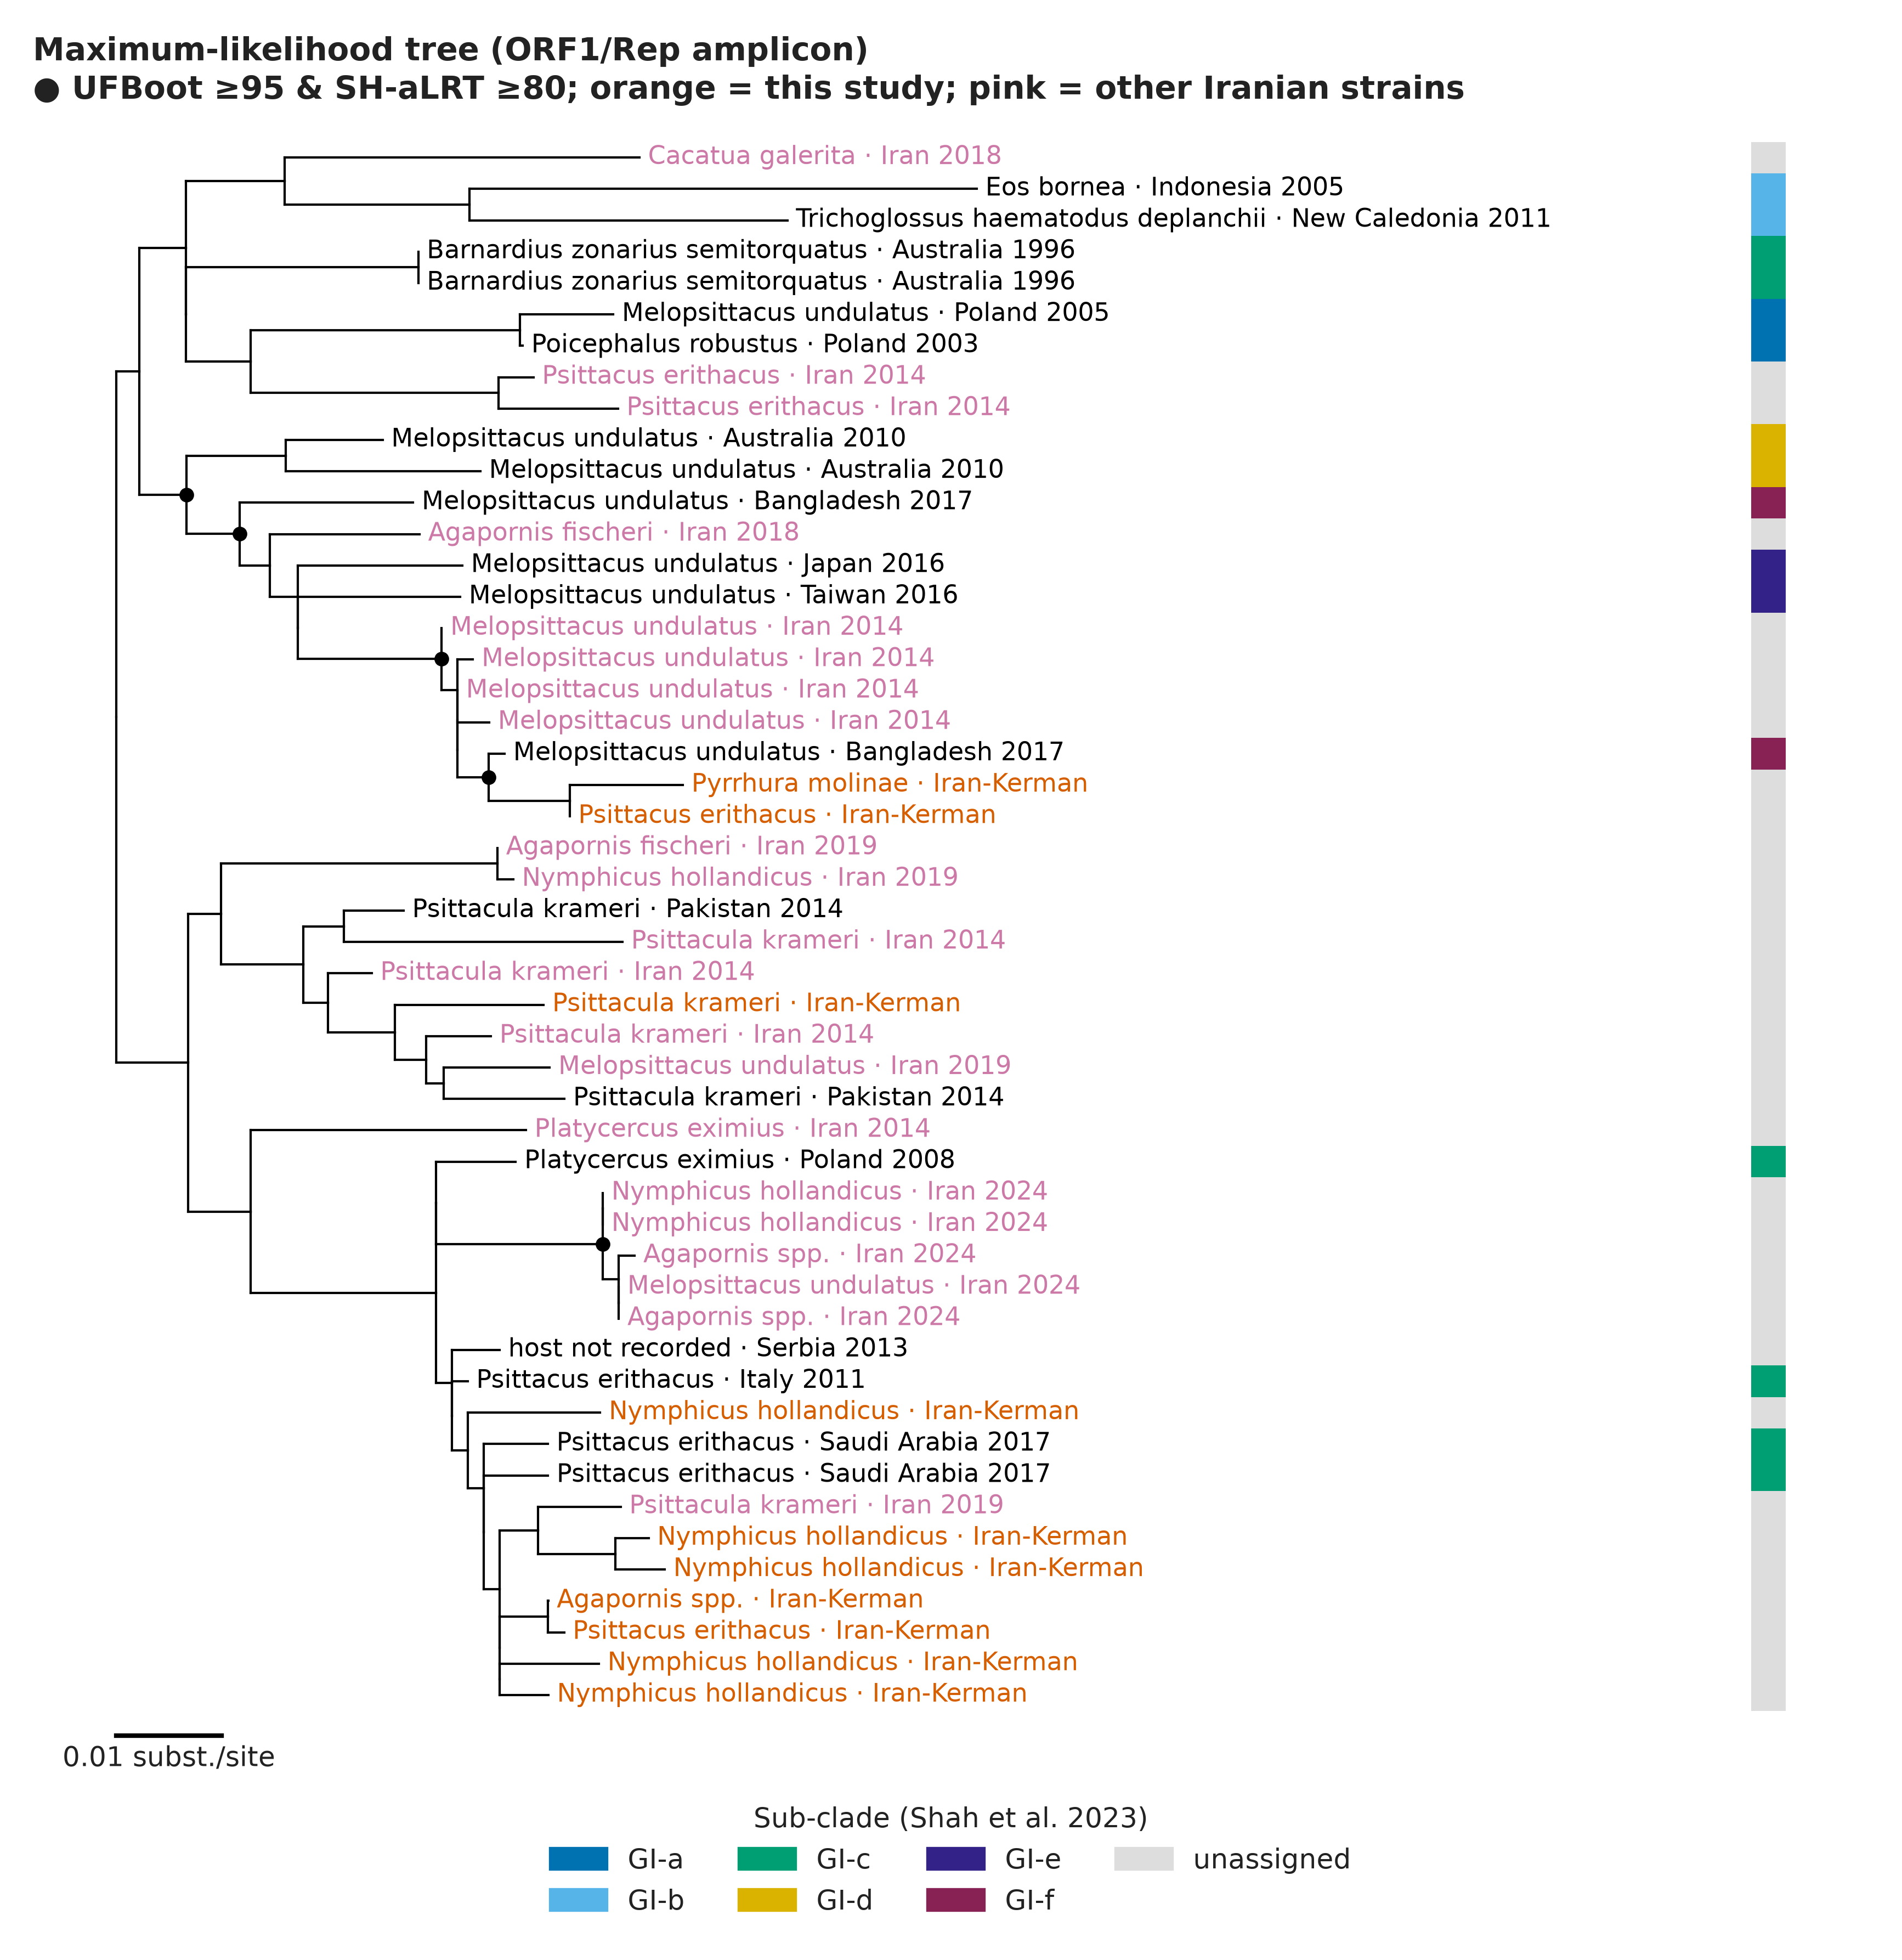 Maximum-likelihood tree (ORF1/Rep amplicon)
● UFBoot ≥95 & SH-aLRT ≥80; orange = this study; pink = other Iranian strains
Cacatua galerita · Iran 2018
Eos bornea · Indonesia 2005
Trichoglossus haematodus deplanchii · New Caledonia 2011
Barnardius zonarius semitorquatus · Australia 1996
Barnardius zonarius semitorquatus · Australia 1996
Melopsittacus undulatus · Poland 2005
Poicephalus robustus · Poland 2003
Psittacus erithacus · Iran 2014
Psittacus erithacus · Iran 2014
Melopsittacus undulatus · Australia 2010
Melopsittacus undulatus · Australia 2010
Melopsittacus undulatus · Bangladesh 2017
Agapornis fischeri · Iran 2018
Melopsittacus undulatus · Japan 2016
Melopsittacus undulatus · Taiwan 2016
Melopsittacus undulatus · Iran 2014
Melopsittacus undulatus · Iran 2014
Melopsittacus undulatus · Iran 2014
Melopsittacus undulatus · Iran 2014
Melopsittacus undulatus · Bangladesh 2017
Pyrrhura molinae · Iran-Kerman
Psittacus erithacus · Iran-Kerman
Agapornis fischeri · Iran 2019
Nymphicus hollandicus · Iran 2019
Psittacula krameri · Pakistan 2014
Psittacula krameri · Iran 2014
Psittacula krameri · Iran 2014
Psittacula krameri · Iran-Kerman
Psittacula krameri · Iran 2014
Melopsittacus undulatus · Iran 2019
Psittacula krameri · Pakistan 2014
Platycercus eximius · Iran 2014
Platycercus eximius · Poland 2008
Nymphicus hollandicus · Iran 2024
Nymphicus hollandicus · Iran 2024
Agapornis spp. · Iran 2024
Melopsittacus undulatus · Iran 2024
Agapornis spp. · Iran 2024
host not recorded · Serbia 2013
Psittacus erithacus · Italy 2011
Nymphicus hollandicus · Iran-Kerman
Psittacus erithacus · Saudi Arabia 2017
Psittacus erithacus · Saudi Arabia 2017
Psittacula krameri · Iran 2019
Nymphicus hollandicus · Iran-Kerman
Nymphicus hollandicus · Iran-Kerman
Agapornis spp. · Iran-Kerman
Psittacus erithacus · Iran-Kerman
Nymphicus hollandicus · Iran-Kerman
Nymphicus hollandicus · Iran-Kerman
0.01 subst./site
Sub-clade (Shah et al. 2023)
GI-a GI-c GI-e unassigned
GI-b GI-d GI-f